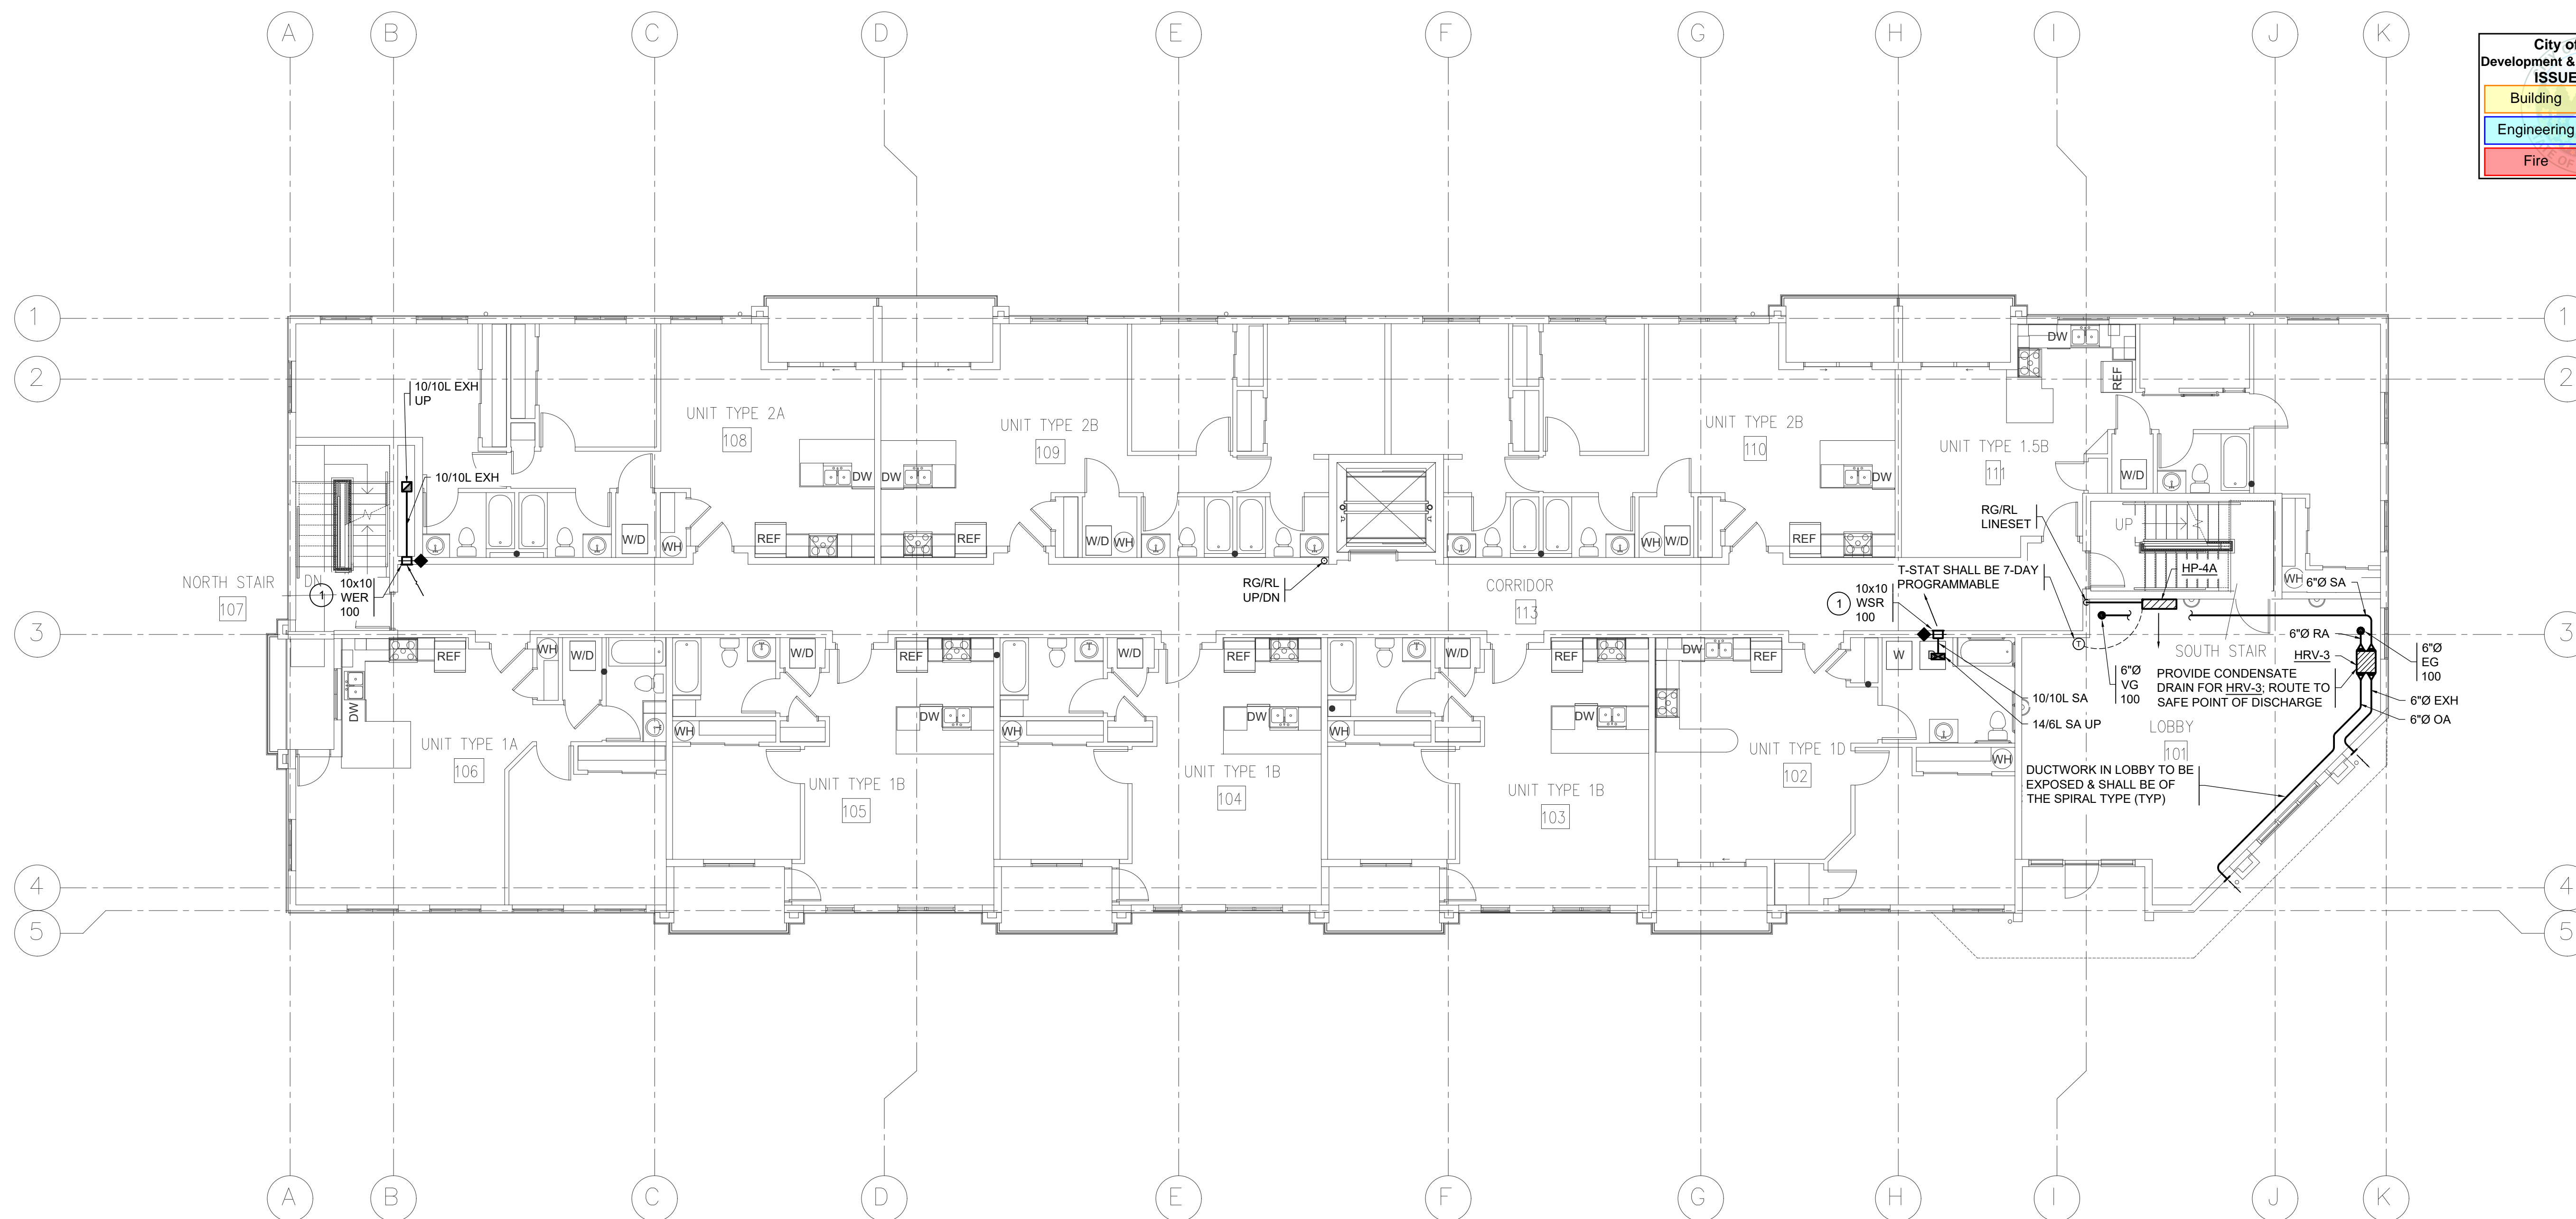 A
B
C
D
E
F
G
H
I
J
K
City of
Development &
ISSUE
Building
Engineering
Fire
1
1
2
2
10/10L EXH
UP
UNIT TYPE 2A
108
UNIT TYPE 2B
109
UNIT TYPE 2B
110
UNIT TYPE 1.5B
111
DW
REF
W/D
10/10L EXH
DW
DW
DW
W/D
WH
REF
REF
W/D
WH
WH
W/D
REF
RG/RL
LINESET
UP
NORTH STAIR
107
DN
1
10x10
WER
100
RG/RL
UP/DN
CORRIDOR
113
T-STAT SHALL BE 7-DAY
PROGRAMMABLE
1
10x10
WSR
100
HP-4A
WH
6"Ø SA
3
3
T
6"Ø RA
HRV-3
6"Ø
EG
100
6"Ø
VG
100
SOUTH STAIR
PROVIDE CONDENSATE
DRAIN FOR HRV-3; ROUTE TO
SAFE POINT OF DISCHARGE
6"Ø EXH
6"Ø OA
10/10L SA
14/6L SA UP
REF
WH
W/D
W/D
REF
W/D
REF
W/D
REF
DW
REF
W
DW
DW
DW
DW
WH
WH
WH
WH
UNIT TYPE 1A
106
UNIT TYPE 1B
105
UNIT TYPE 1B
104
UNIT TYPE 1B
103
UNIT TYPE 1D
102
LOBBY
101
DUCTWORK IN LOBBY TO BE
EXPOSED & SHALL BE OF
THE SPIRAL TYPE (TYP)
4
4
5
5
A
B
C
D
E
F
G
H
I
J
K